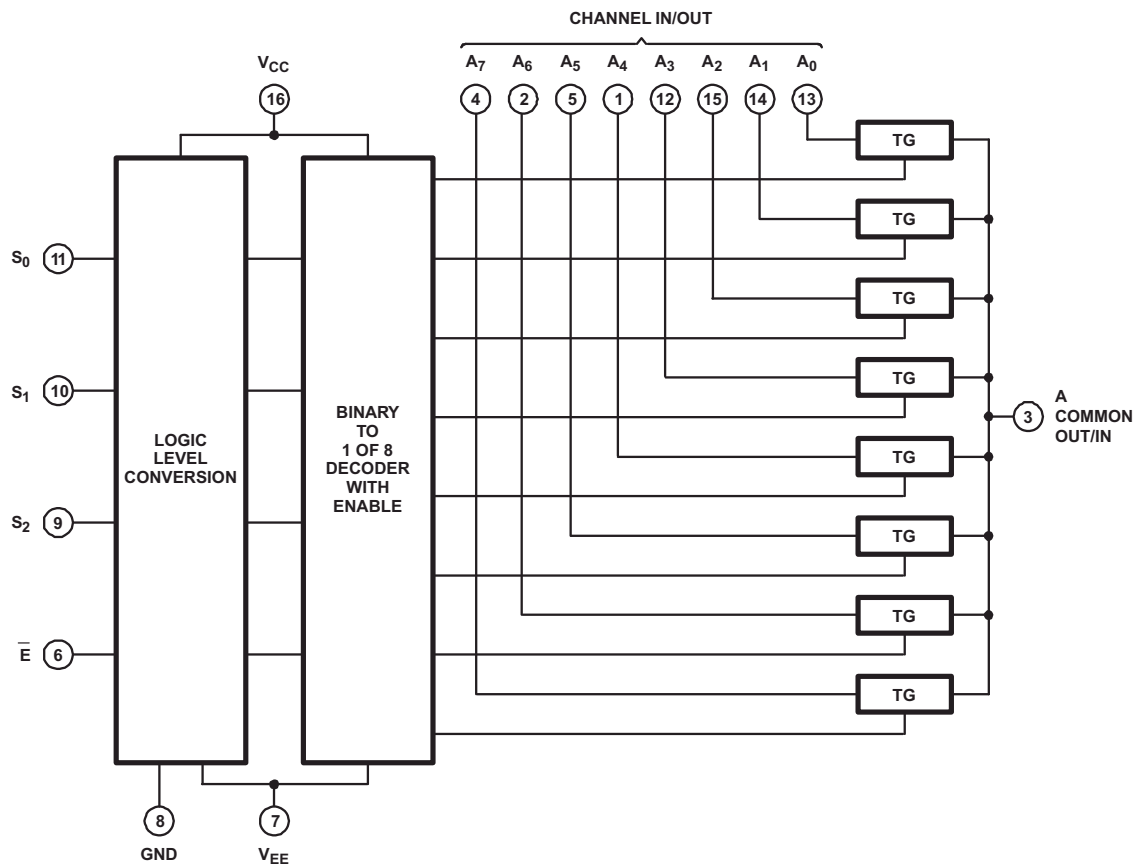 CHANNEL IN/OUT
VCC
A7 A6 A5 A4 A3 A2 A1 A0
16
4 2 5 1 12 15 14 13
TG
TG
S0 11
TG
TG
S1 10
BINARY
TO
1 OF 8
DECODER
WITH
ENABLE
LOGIC
LEVEL
CONVERSION
3
A
COMMON
OUT/IN
TG
S2 9
TG
TG
E̅ 6
TG
8
7
GND
VEE